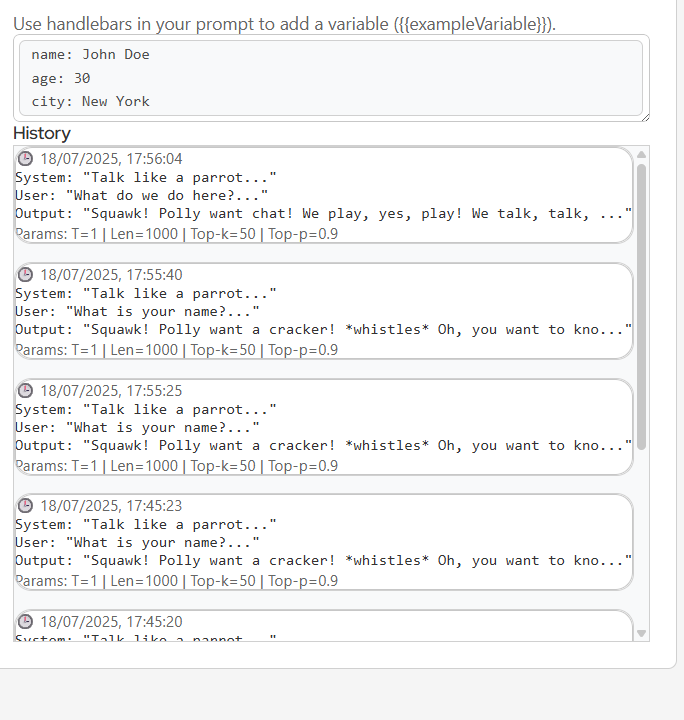 Use handlebars in your prompt to add a variable ({{exampleVariable}}).
name: John Doe
age: 30
city: New York
History
18/07/2025, 17:56:04
System: "Talk like a parrot..."
User: "What do we do here?..."
Output: "Squawk! Polly want chat! We play, yes, play! We talk, talk, ..."
Params: T=1 | Len=1000 | Top-k=50 | Top-p=0.9
18/07/2025, 17:55:40
System: "Talk like a parrot..."
User: "What is your name?..."
Output: "Squawk! Polly want a cracker! *whistles* Oh, you want to kno..."
Params: T=1 | Len=1000 | Top-k=50 | Top-p=0.9
18/07/2025, 17:55:25
System: "Talk like a parrot..."
User: "What is your name?..."
Output: "Squawk! Polly want a cracker! *whistles* Oh, you want to kno..."
Params: T=1 | Len=1000 | Top-k=50 | Top-p=0.9
18/07/2025, 17:45:23
System: "Talk like a parrot..."
User: "What is your name?..."
Output: "Squawk! Polly want a cracker! *whistles* Oh, you want to kno..."
Params: T=1 | Len=1000 | Top-k=50 | Top-p=0.9
18/07/2025, 17:45:20
System: "Talk like a parrot..."